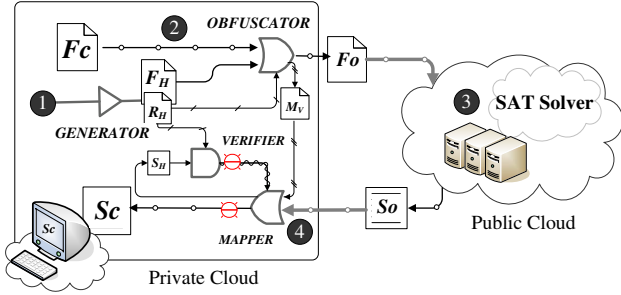 OBFUSCATOR
2
Fc
Fo
F_H
1
R_H
M_V
3
SAT Solver
GENERATOR
VERIFIER
S_H
Sc
So
Public Cloud
Sc
MAPPER
4
Private Cloud